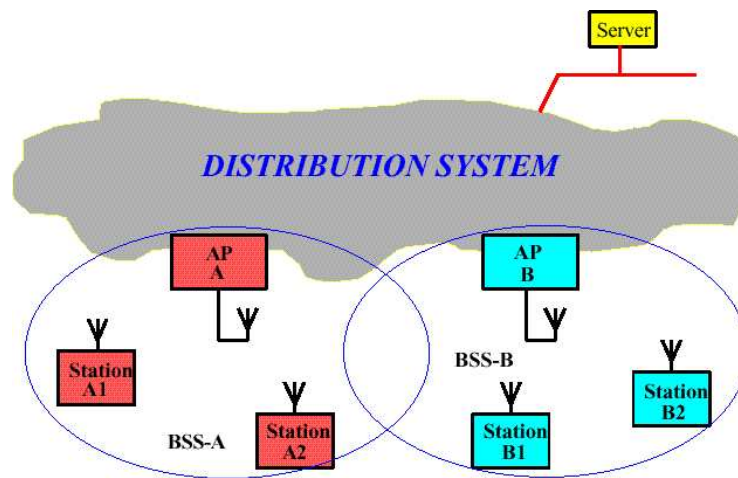 Server
DISTRIBUTION SYSTEM
AP
A
AP
B
Station
A1
BSS-A
Station
A2
BSS-B
Station
B1
Station
B2